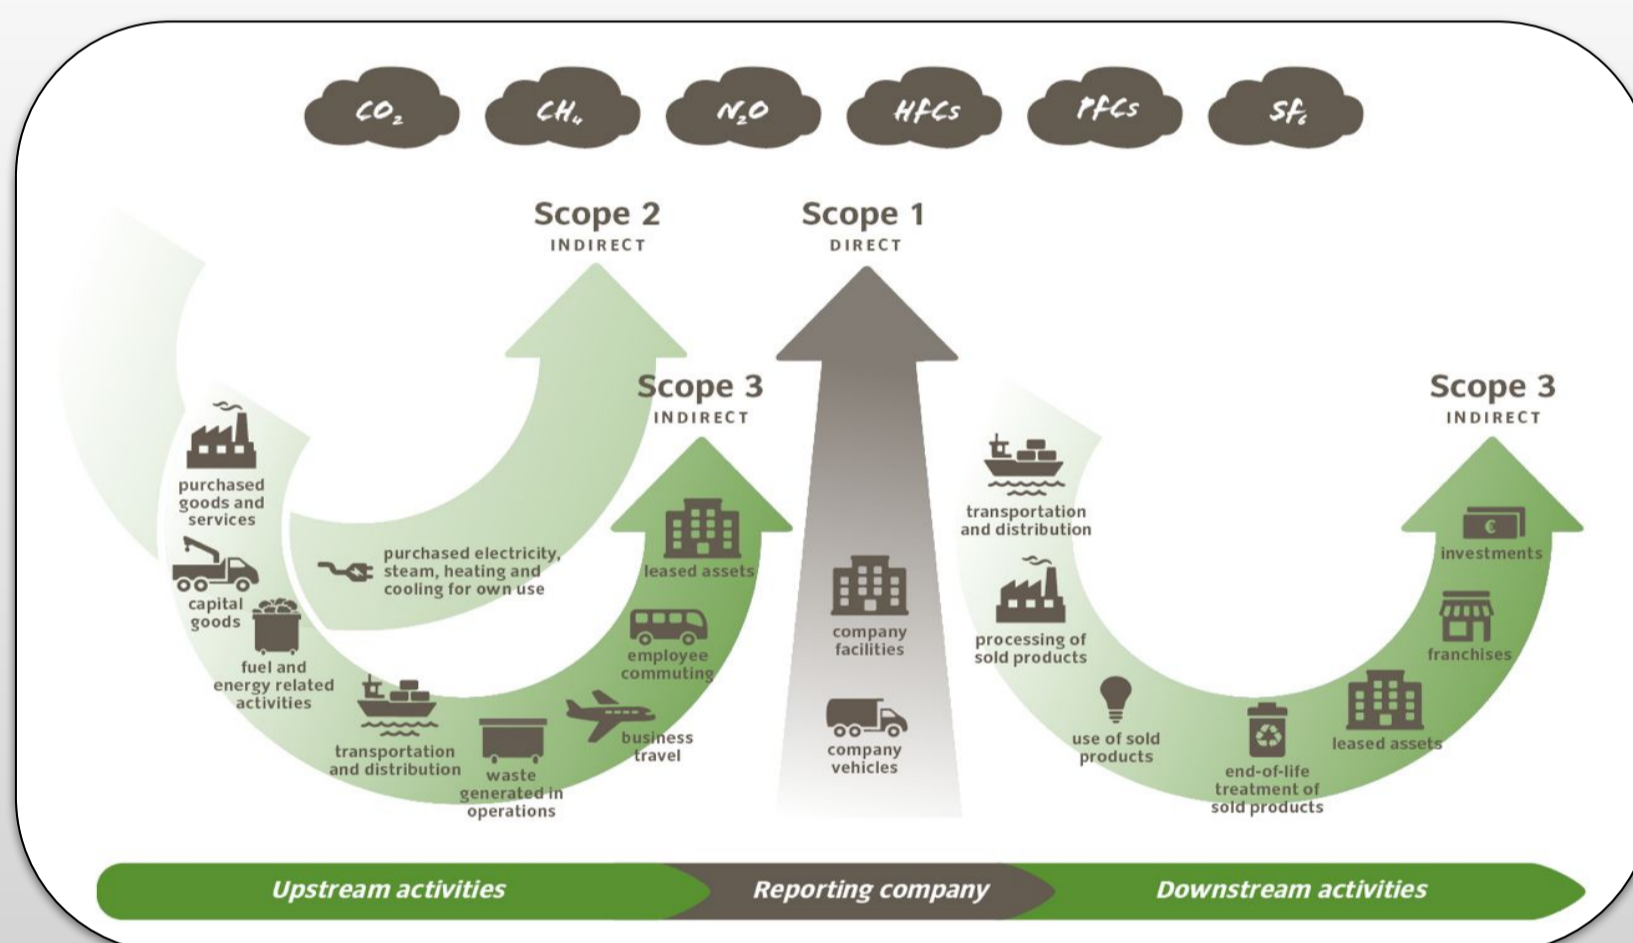 CO₂
CH₄
N₂O
HFCs
PFCs
SF₆
Scope 2
INDIRECT
Scope 1
DIRECT
Scope 3
INDIRECT
Scope 3
INDIRECT
purchased
goods and
services
capital
goods
fuel and
energy related
activities
purchased electricity,
steam, heating and
cooling for own use
transportation
and distribution
waste
generated in
operations
business
travel
employee
commuting
leased assets
company
facilities
company
vehicles
transportation
and distribution
processing of
sold products
use of sold
products
end-of-life
treatment of
sold products
leased assets
franchises
€
investments
Upstream activities
Reporting company
Downstream activities